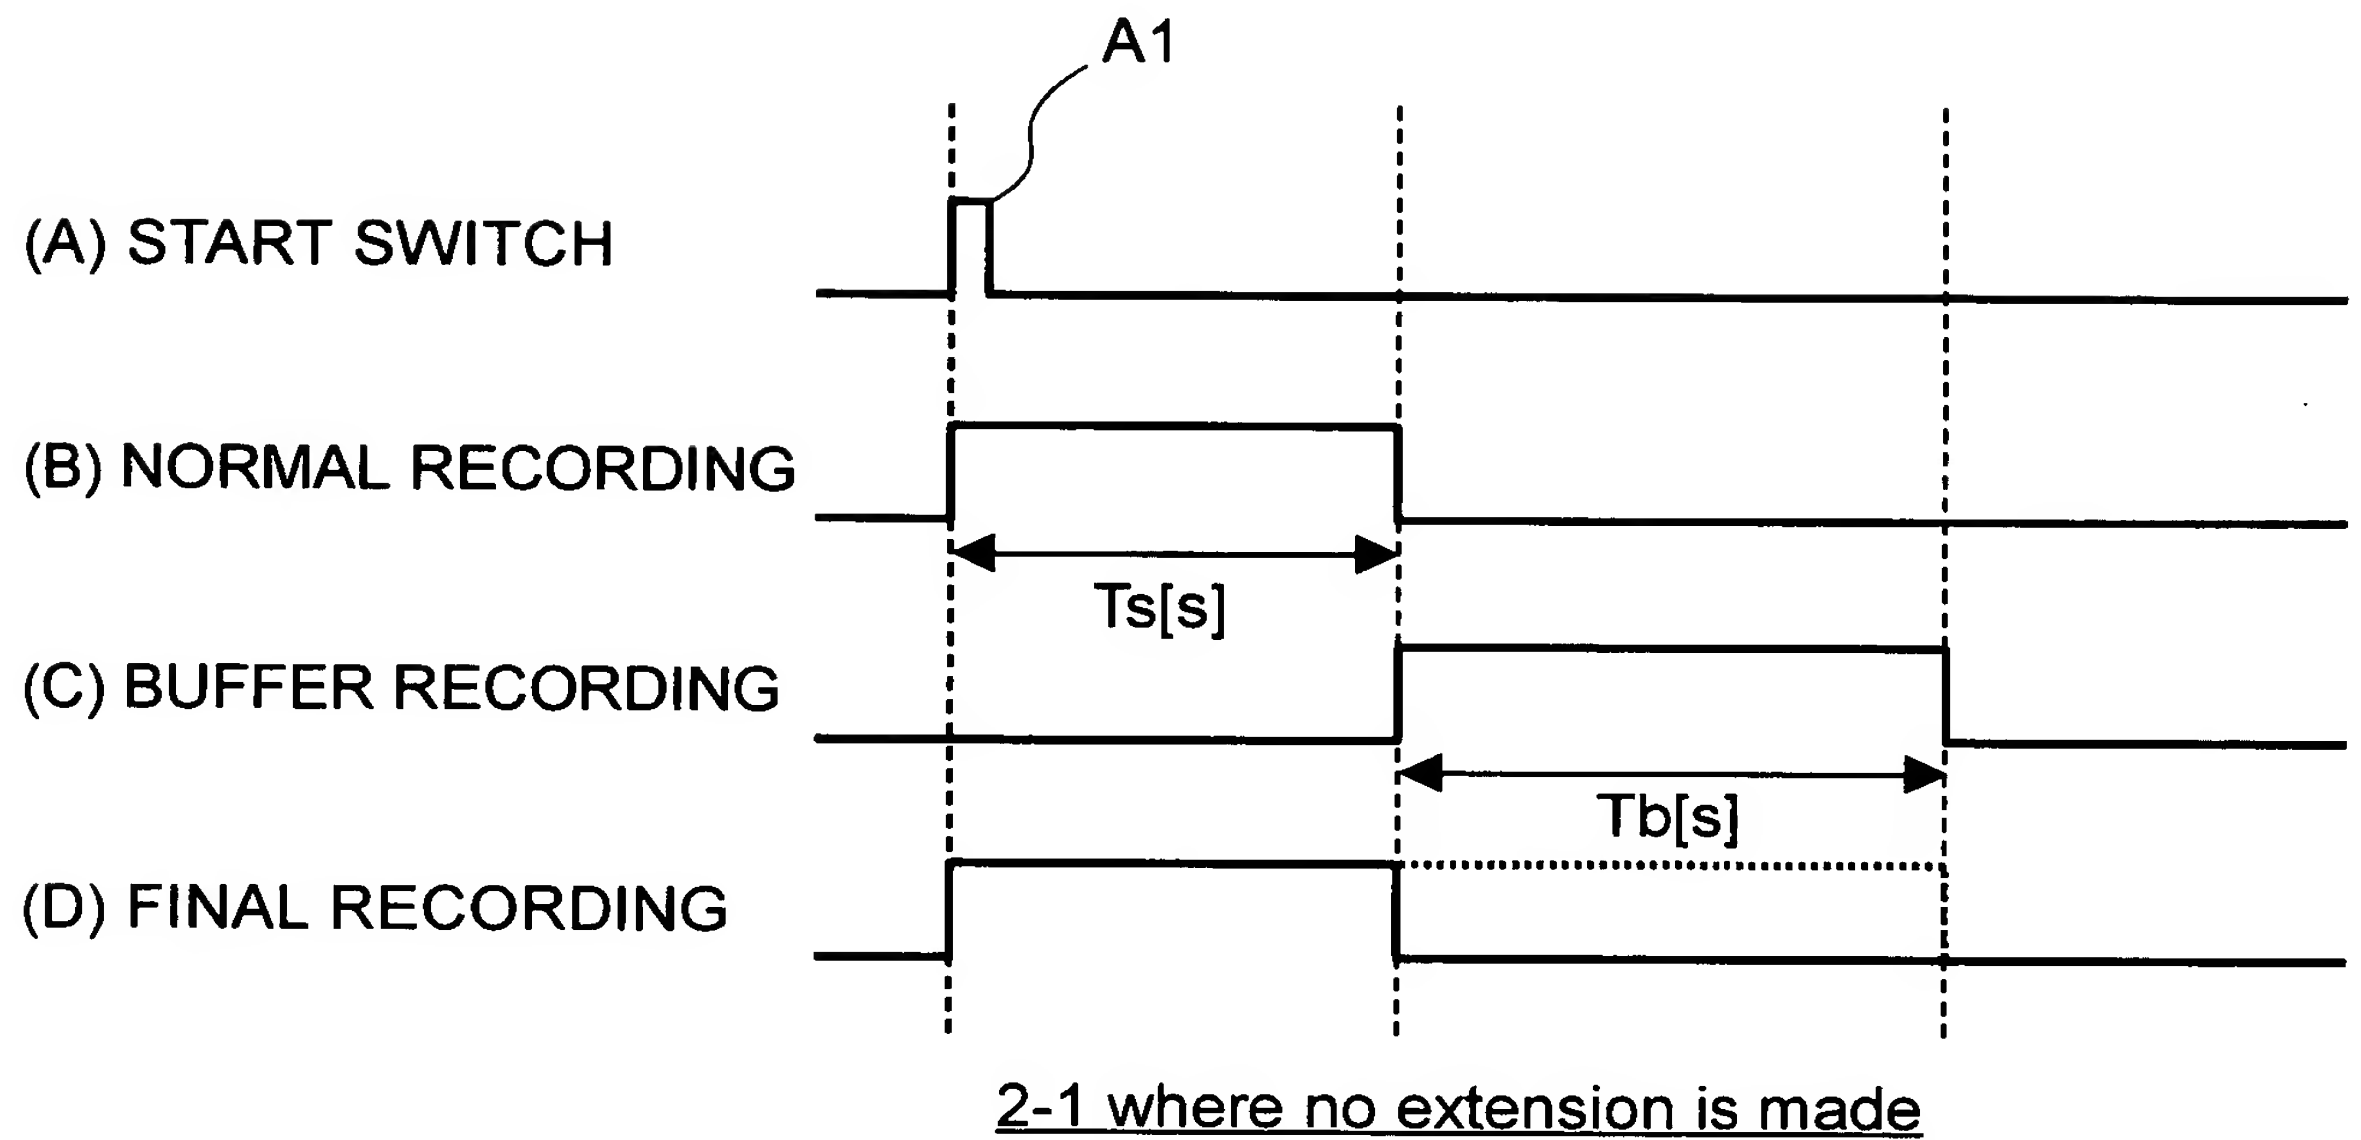 A1
(A) START SWITCH
(B) NORMAL RECORDING
Ts[s]
(C) BUFFER RECORDING
Tb[s]
(D) FINAL RECORDING
2-1 where no extension is made